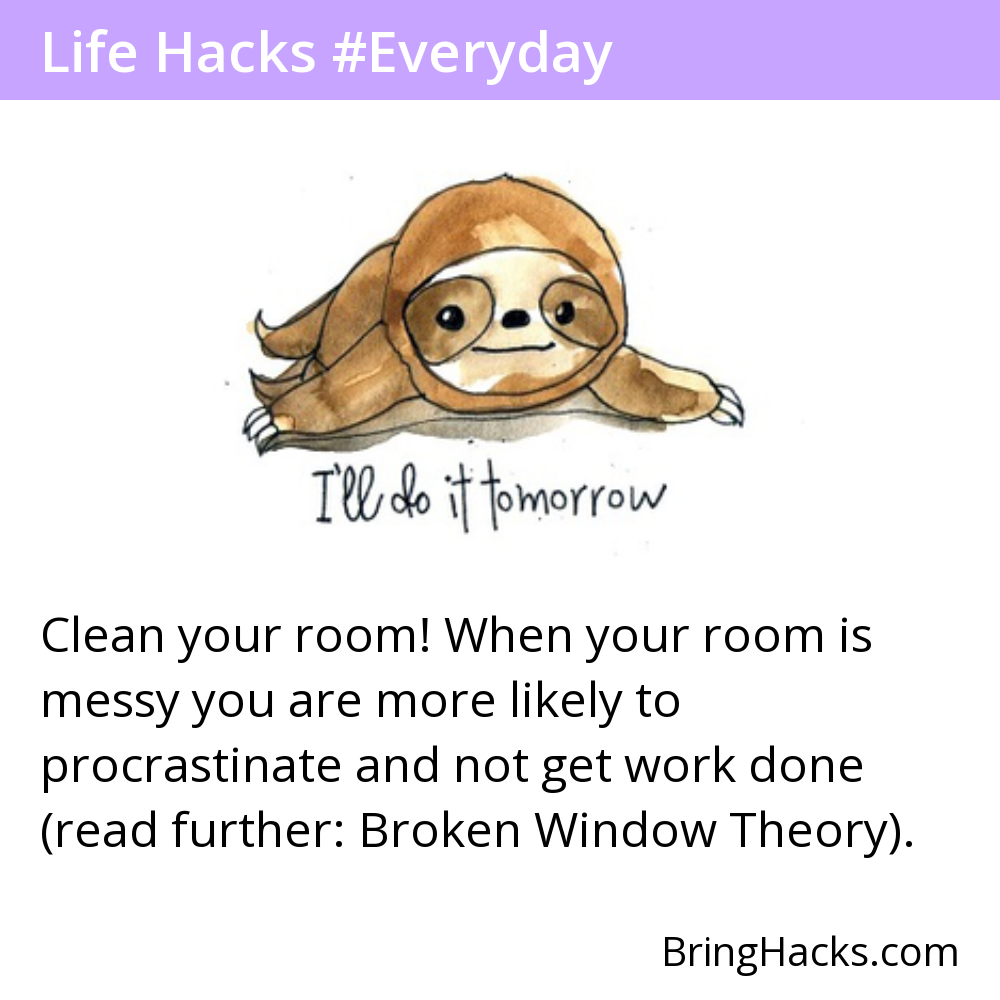 Life Hacks #Everyday
I'll do it tomorrow
Clean your room! When your room is
messy you are more likely to
procrastinate and not get work done
(read further: Broken Window Theory).
BringHacks.com